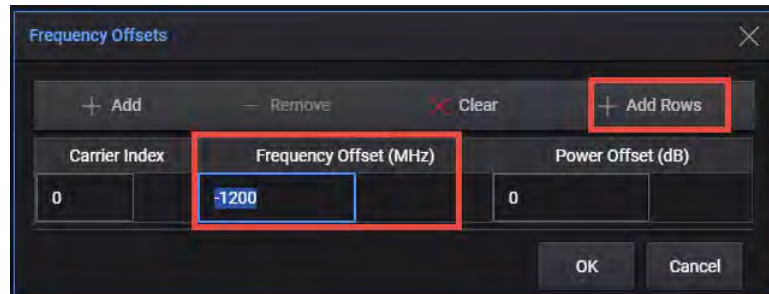 Frequency Offsets
Add Remove Clear Add Rows
Carrier Index Frequency Offset (MHz) Power Offset (dB)
0 -1200 0
OK Cancel